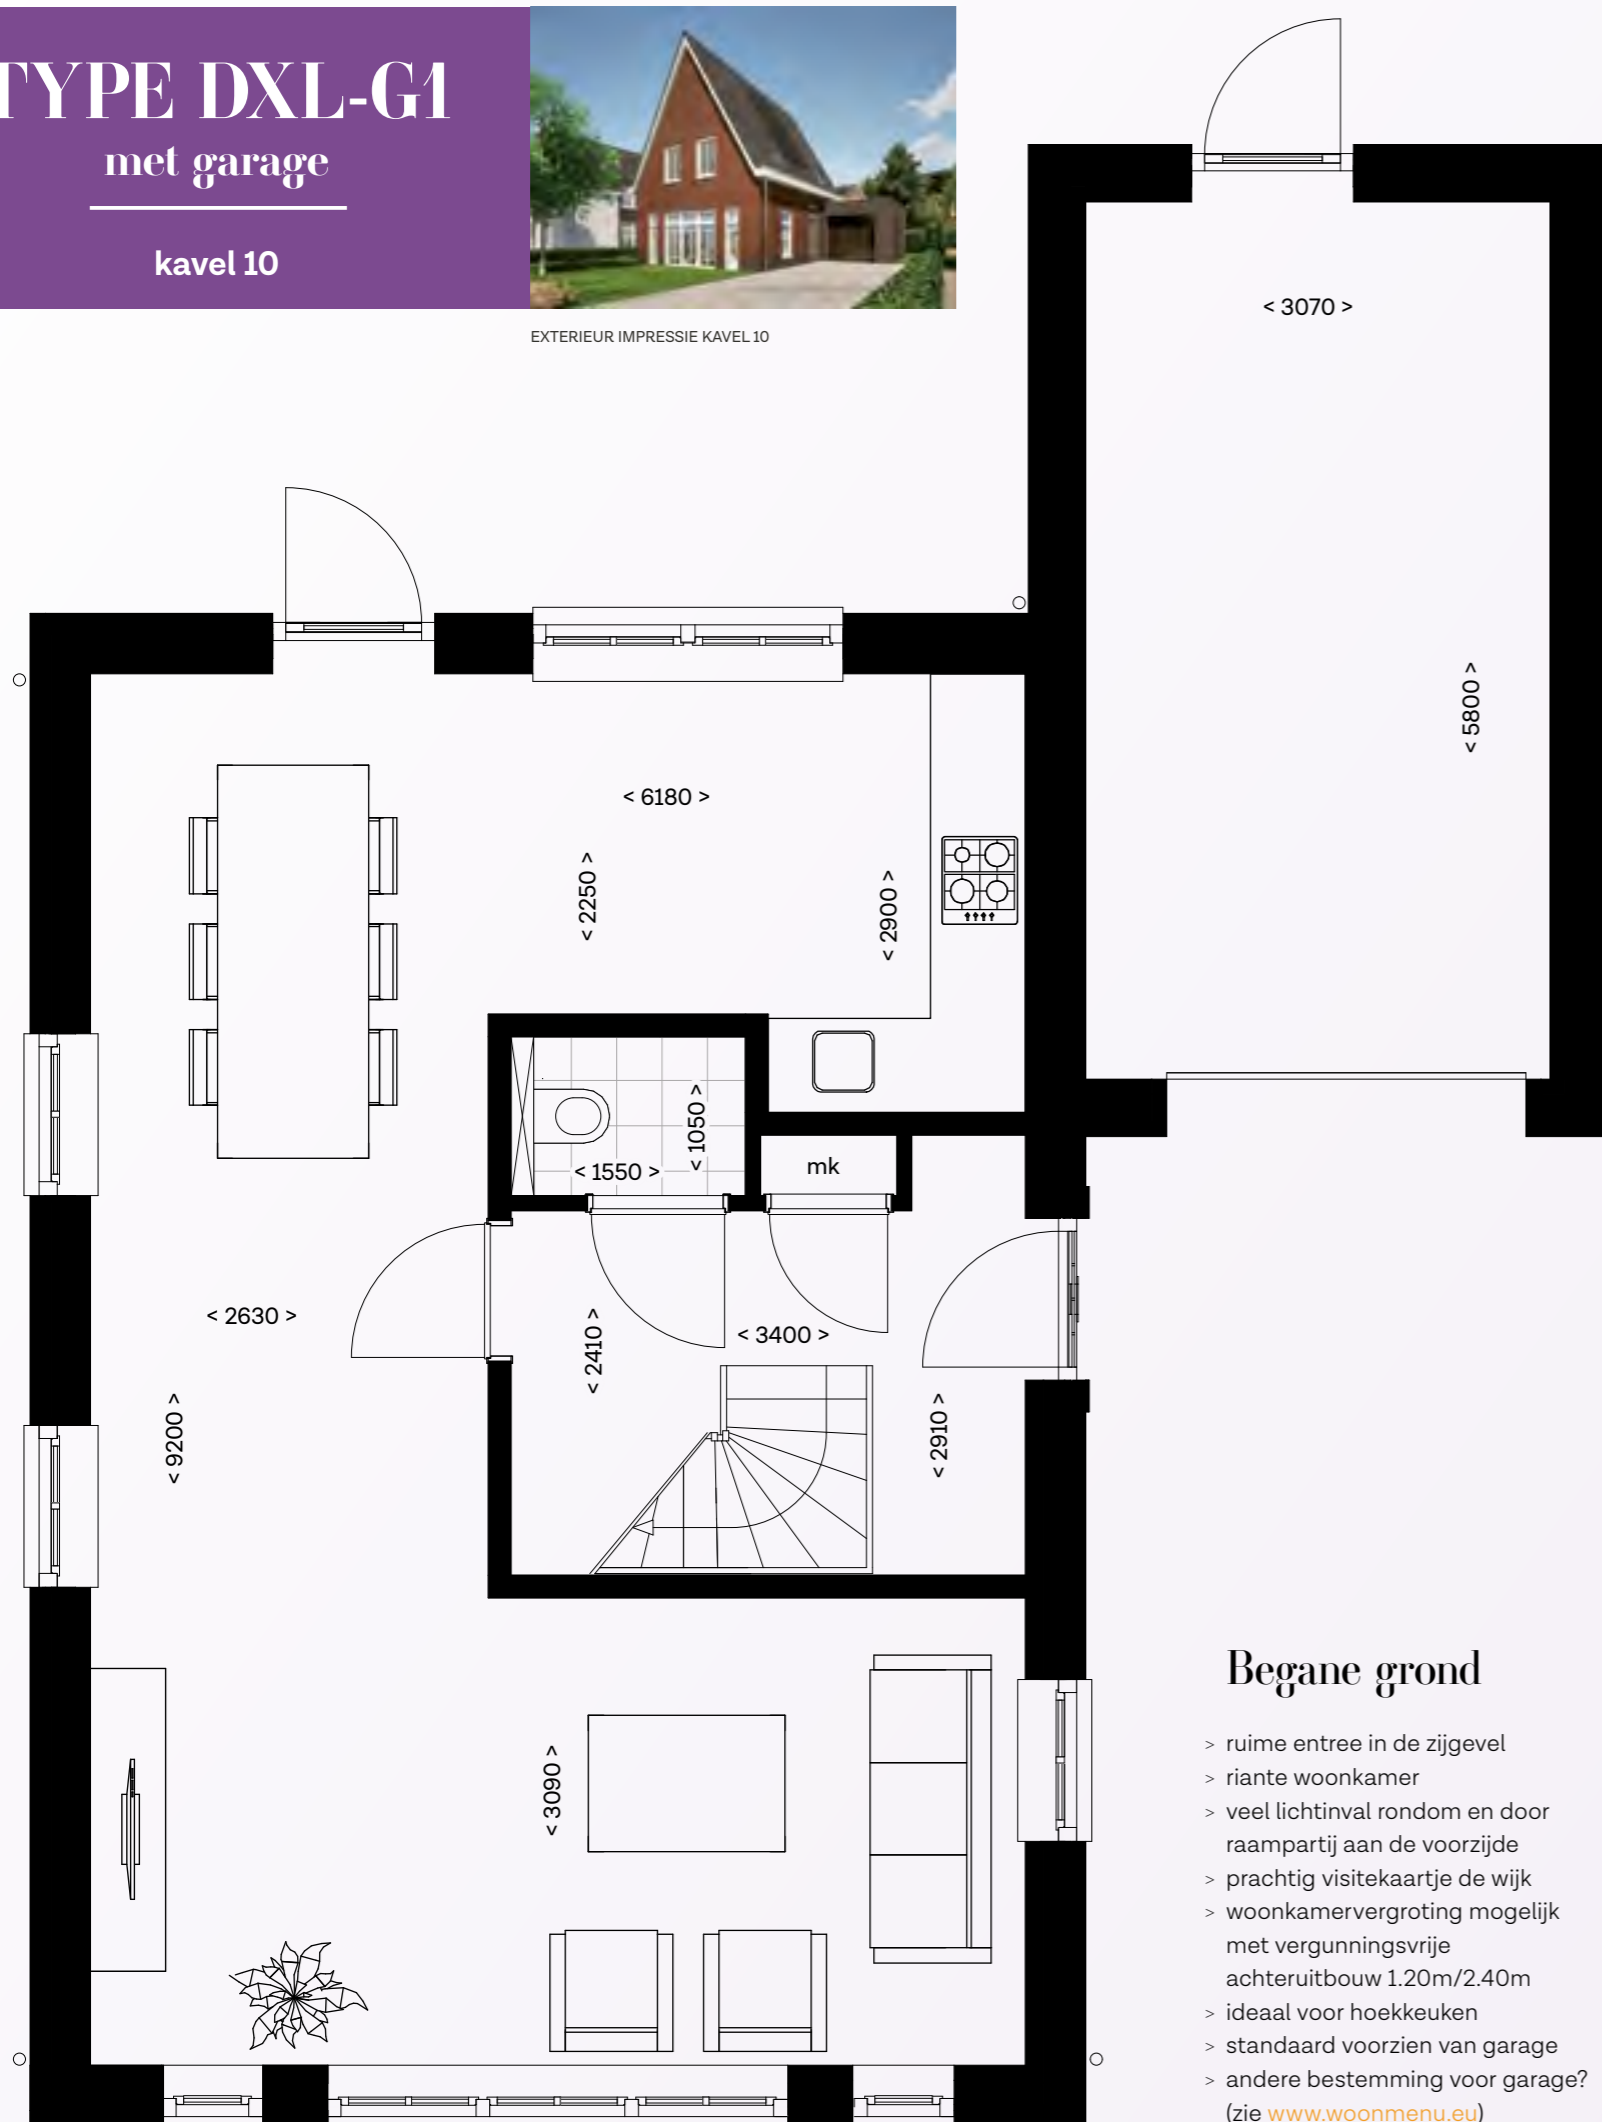 TYPE DXL-G1
met garage
kavel 10
EXTERIEUR IMPRESSIE KAVEL 10
< 3070 >
< 5800 >
< 6180 >
< 2250 >
< 2900 >
< 1050 >
< 1550 >
mk
< 2630 >
< 2410 >
< 3400 >
< 9200 >
< 2910 >
< 3090 >
Begane grond
> ruime entree in de zijgevel
> riante woonkamer
> veel lichtinval rondom en door
raampartij aan de voorzijde
> prachtig visitekaartje de wijk
> woonkamervergroting mogelijk
met vergunningsvrije
achteruitbouw 1.20m/2.40m
> ideaal voor hoekkeuken
> standaard voorzien van garage
> andere bestemming voor garage?
(zie www.woonmenu.eu)